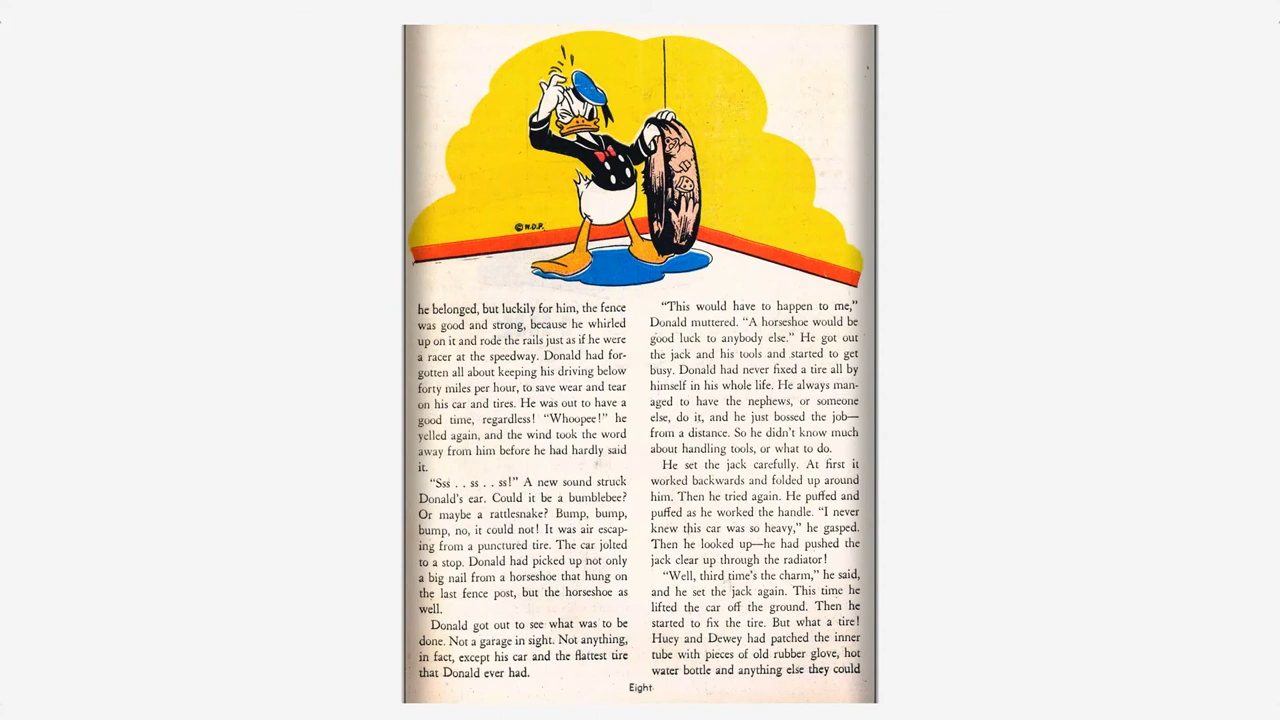 © W.D.P.
he belonged, but luckily for him, the fence
was good and strong, because he whirled
up on it and rode the rails just as if he were
a racer at the speedway. Donald had for-
gotten all about keeping his driving below
forty miles per hour, to save wear and tear
on his car and tires. He was out to have a
good time, regardless! “Whoopee!” he
yelled again, and the wind took the word
away from him before he had hardly said
it.
“Sss . . ss . . ss!” A new sound struck
Donald’s ear. Could it be a bumblebee?
Or maybe a rattlesnake? Bump, bump,
bump, no, it could not! It was air escap-
ing from a punctured tire. The car jolted
to a stop. Donald had picked up not only
a big nail from a horseshoe that hung on
the last fence post, but the horseshoe as
well.
Donald got out to see what was to be
done. Not a garage in sight. Not anything,
in fact, except his car and the flattest tire
that Donald ever had.
“This would have to happen to me,”
Donald muttered. “A horseshoe would be
good luck to anybody else.” He got out
the jack and his tools and started to get
busy. Donald had never fixed a tire all by
himself in his whole life. He always man-
aged to have the nephews, or someone
else, do it, and he just bossed the job—
from a distance. So he didn’t know much
about handling tools, or what to do.
He set the jack carefully. At first it
worked backwards and folded up around
him. Then he tried again. He puffed and
puffed as he worked the handle. “I never
knew this car was so heavy,” he gasped.
Then he looked up—he had pushed the
jack clear up through the radiator!
“Well, third time’s the charm,” he said,
and he set the jack again. This time he
lifted the car off the ground. Then he
started to fix the tire. But what a tire!
Huey and Dewey had patched the inner
tube with pieces of old rubber glove, hot
water bottle and anything else they could
Eight